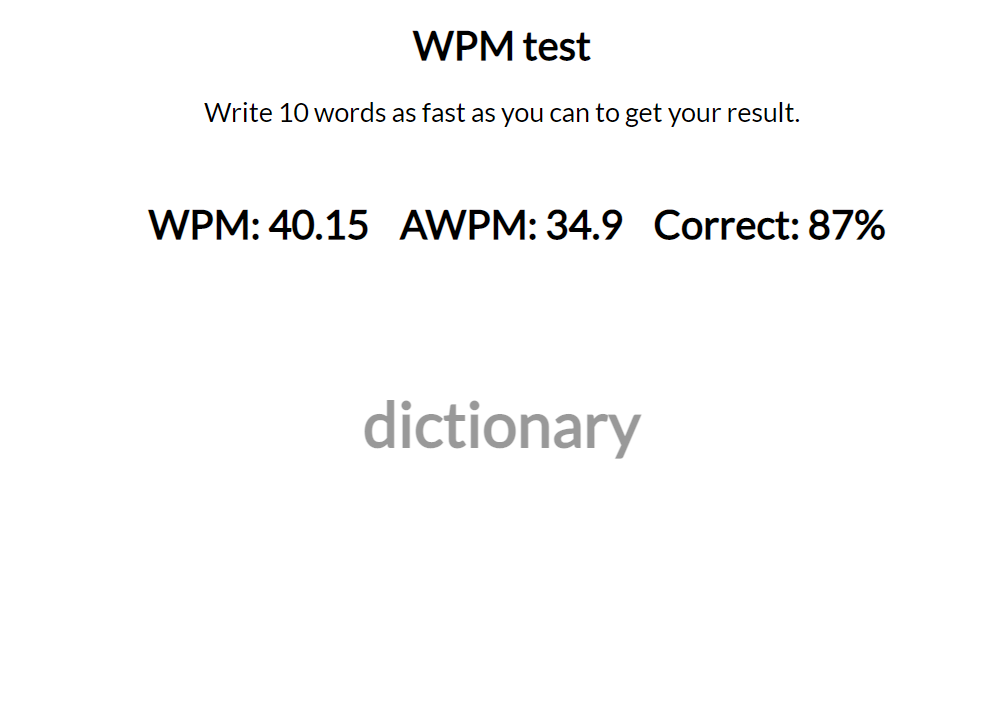 WPM test
Write 10 words as fast as you can to get your result.
WPM: 40.15 AWPM: 34.9 Correct: 87%
dictionary